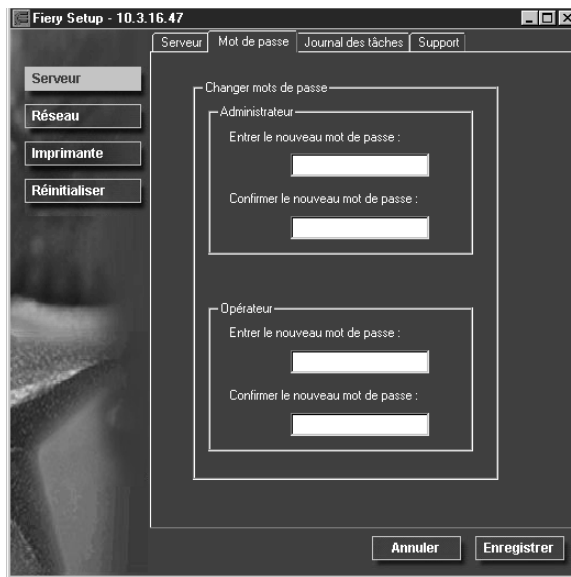 Fiery Setup - 10.3.16.47
Serveur
Mot de passe
Journal des tâches
Support
Serveur
Réseau
Imprimante
Réinitialiser
Changer mots de passe
Administrateur
Entrer le nouveau mot de passe :
Confirmer le nouveau mot de passe :
Opérateur
Entrer le nouveau mot de passe :
Confirmer le nouveau mot de passe :
Annuler
Enregistrer